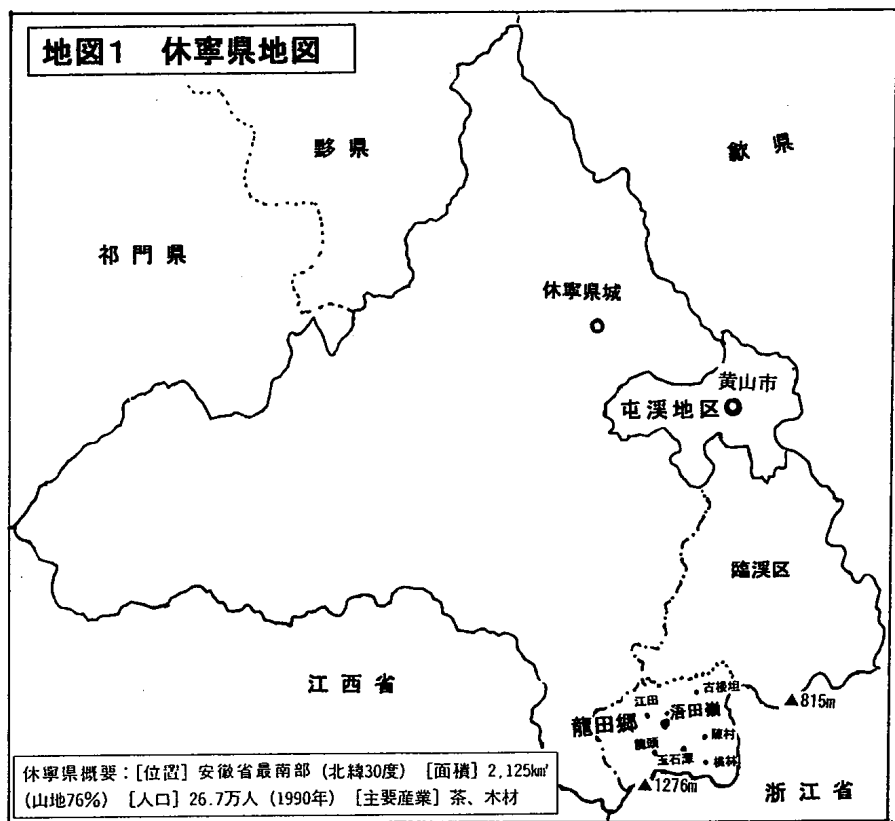 地図1 休寧県地図
黟県
歙県
祁門県
休寧県城
黄山市
屯溪地区
臨溪区
江西省
古楼坦
▲815m
江田
浯田嶺
龍田郷
陳村
龍頭
玉石潭
横林
▲1276m
浙江省
休寧県概要:[位置] 安徽省最南部 (北緯30度) [面積] 2,125km²
(山地76%) [人口] 26.7万人 (1990年) [主要産業] 茶、木材